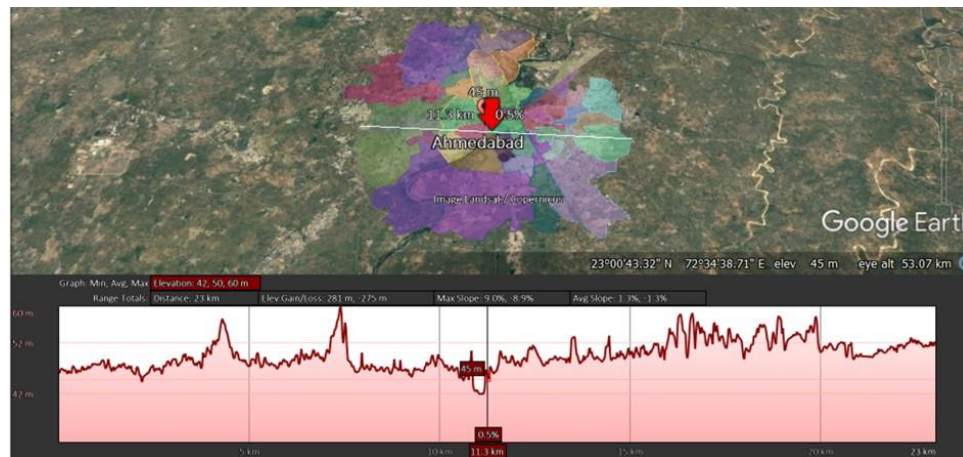 45 m
11.3 km 0.5%
Ahmedabad
Image Landsat / Copernicus
Google Eart
23°00'43.32" N 72°34'38.71" E elev 45 m eye alt 53.07 km
Graph: Min, Avg, Max Elevation: 42, 50, 60 m
Range Totals: Distance: 23 km Elev Gain/Loss: 281 m, -275 m Max Slope: 9.0%, -8.9% Avg Slope: 1.3%, -1.3%
60 m
52 m
45 m
42 m
0.5%
5 km 10 km 11.3 km 15 km 20 km 23 km